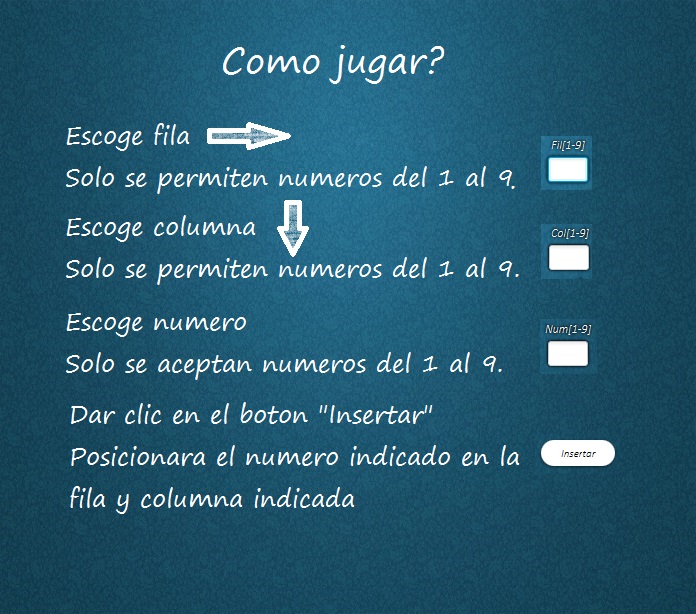 Como jugar?
Escoge fila
Fil[1-9]
Solo se permiten numeros del 1 al 9.
Escoge columna
Col[1-9]
Solo se permiten numeros del 1 al 9.
Escoge numero
Num[1-9]
Solo se aceptan numeros del 1 al 9.
Dar clic en el boton "Insertar"
Posicionara el numero indicado en la
Insertar
fila y columna indicada